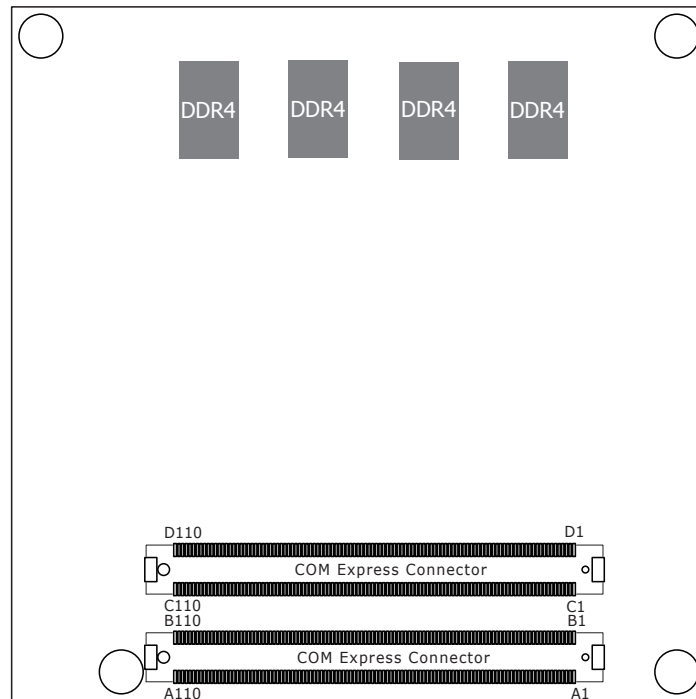 DDR4 DDR4 DDR4 DDR4
D110 D1
COM Express Connector
C110 C1
B110 B1
COM Express Connector
A110 A1